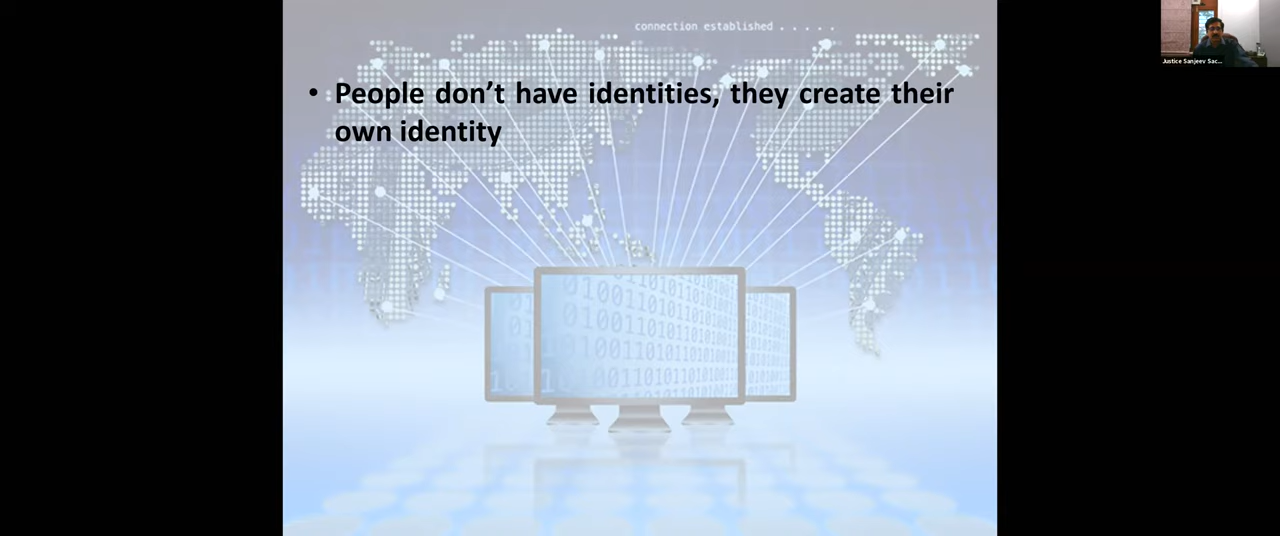 connection established . . . . .
Justice Sanjeev Sac...
• People don't have identities, they create their
own identity